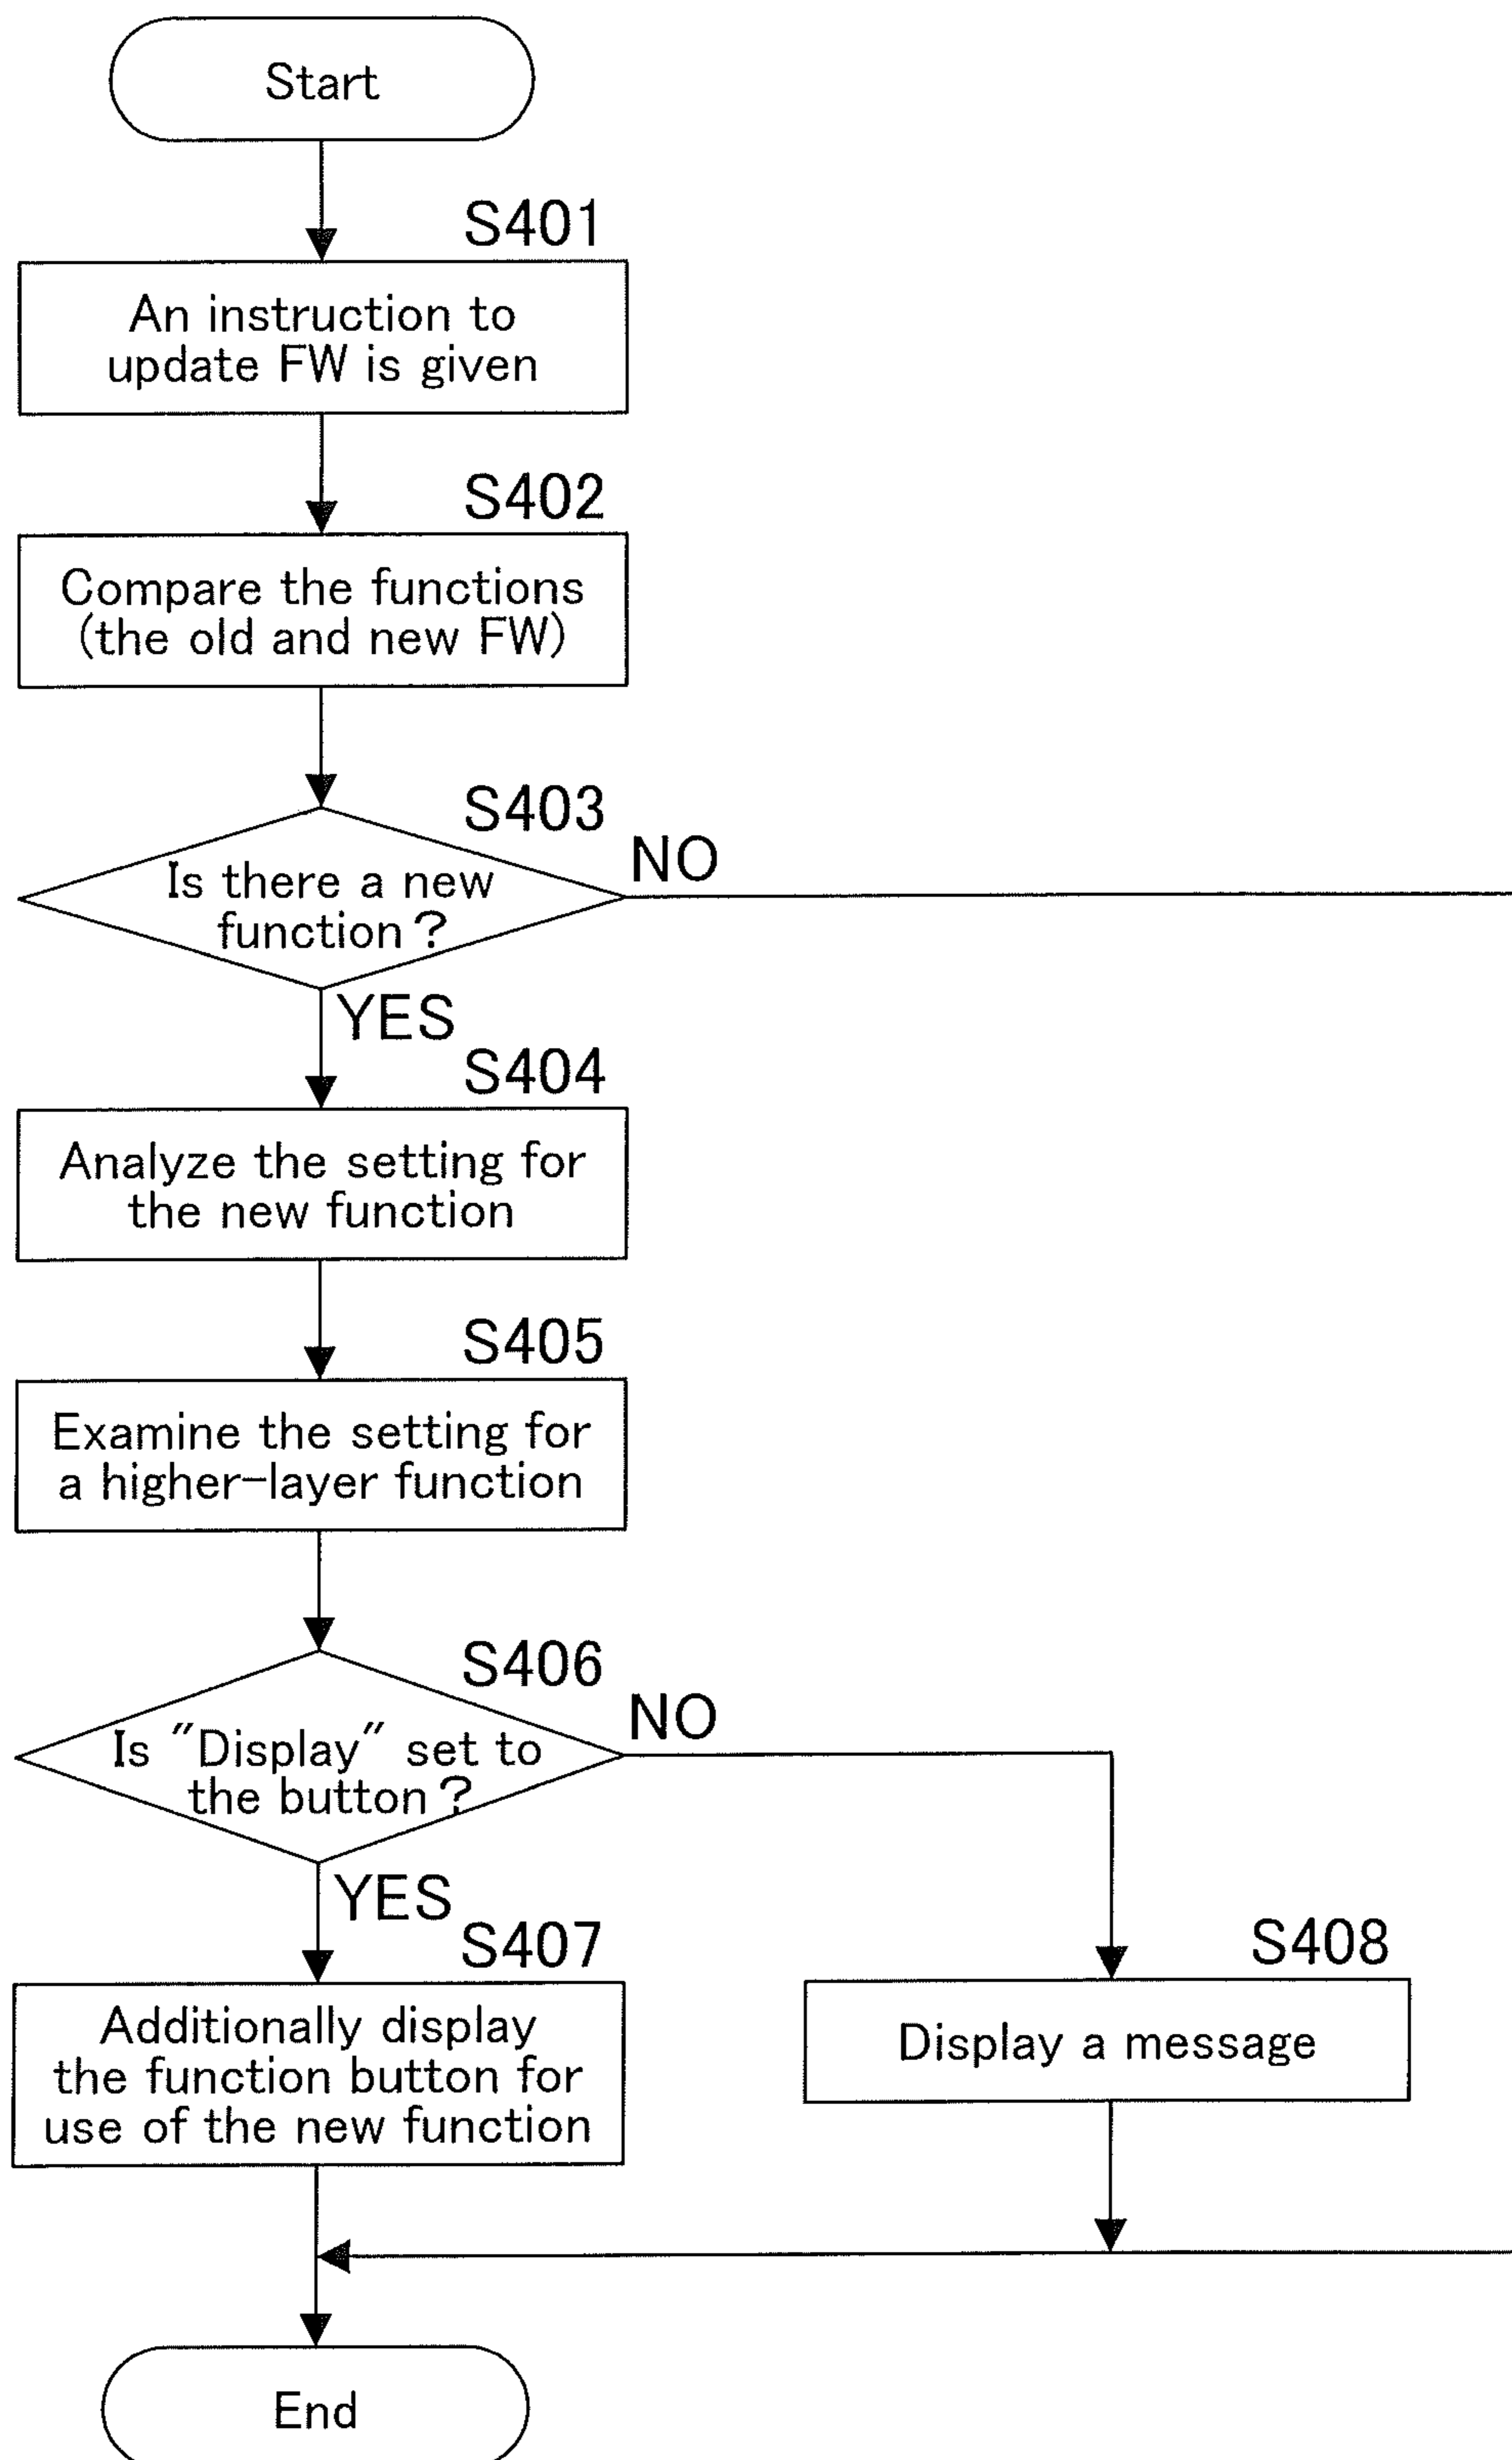 Start
S401
An instruction to
update FW is given
S402
Compare the functions
(the old and new FW)
S403
Is there a new
function?
NO
YES
S404
Analyze the setting for
the new function
S405
Examine the setting for
a higher-layer function
S406
Is "Display" set to
the button?
NO
YES
S407
Additionally display
the function button for
use of the new function
S408
Display a message
End